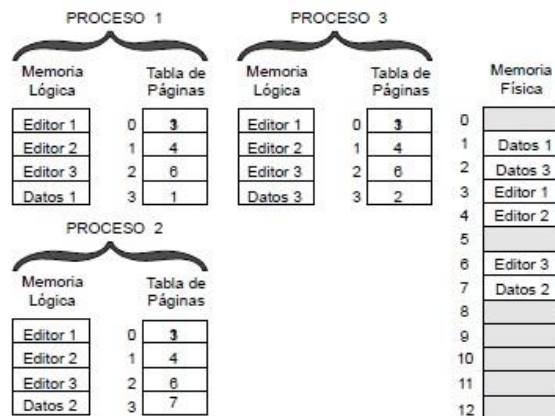 PROCESO 1
Memoria Lógica
Tabla de Páginas
Editor 1 0 3
Editor 2 1 4
Editor 3 2 6
Datos 1 3 1
PROCESO 3
Memoria Lógica
Tabla de Páginas
Editor 1 0 3
Editor 2 1 4
Editor 3 2 6
Datos 3 3 2
PROCESO 2
Memoria Lógica
Tabla de Páginas
Editor 1 0 3
Editor 2 1 4
Editor 3 2 6
Datos 2 3 7
Memoria Física
0
1 Datos 1
2 Datos 3
3 Editor 1
4 Editor 2
5
6 Editor 3
7 Datos 2
8
9
10
11
12